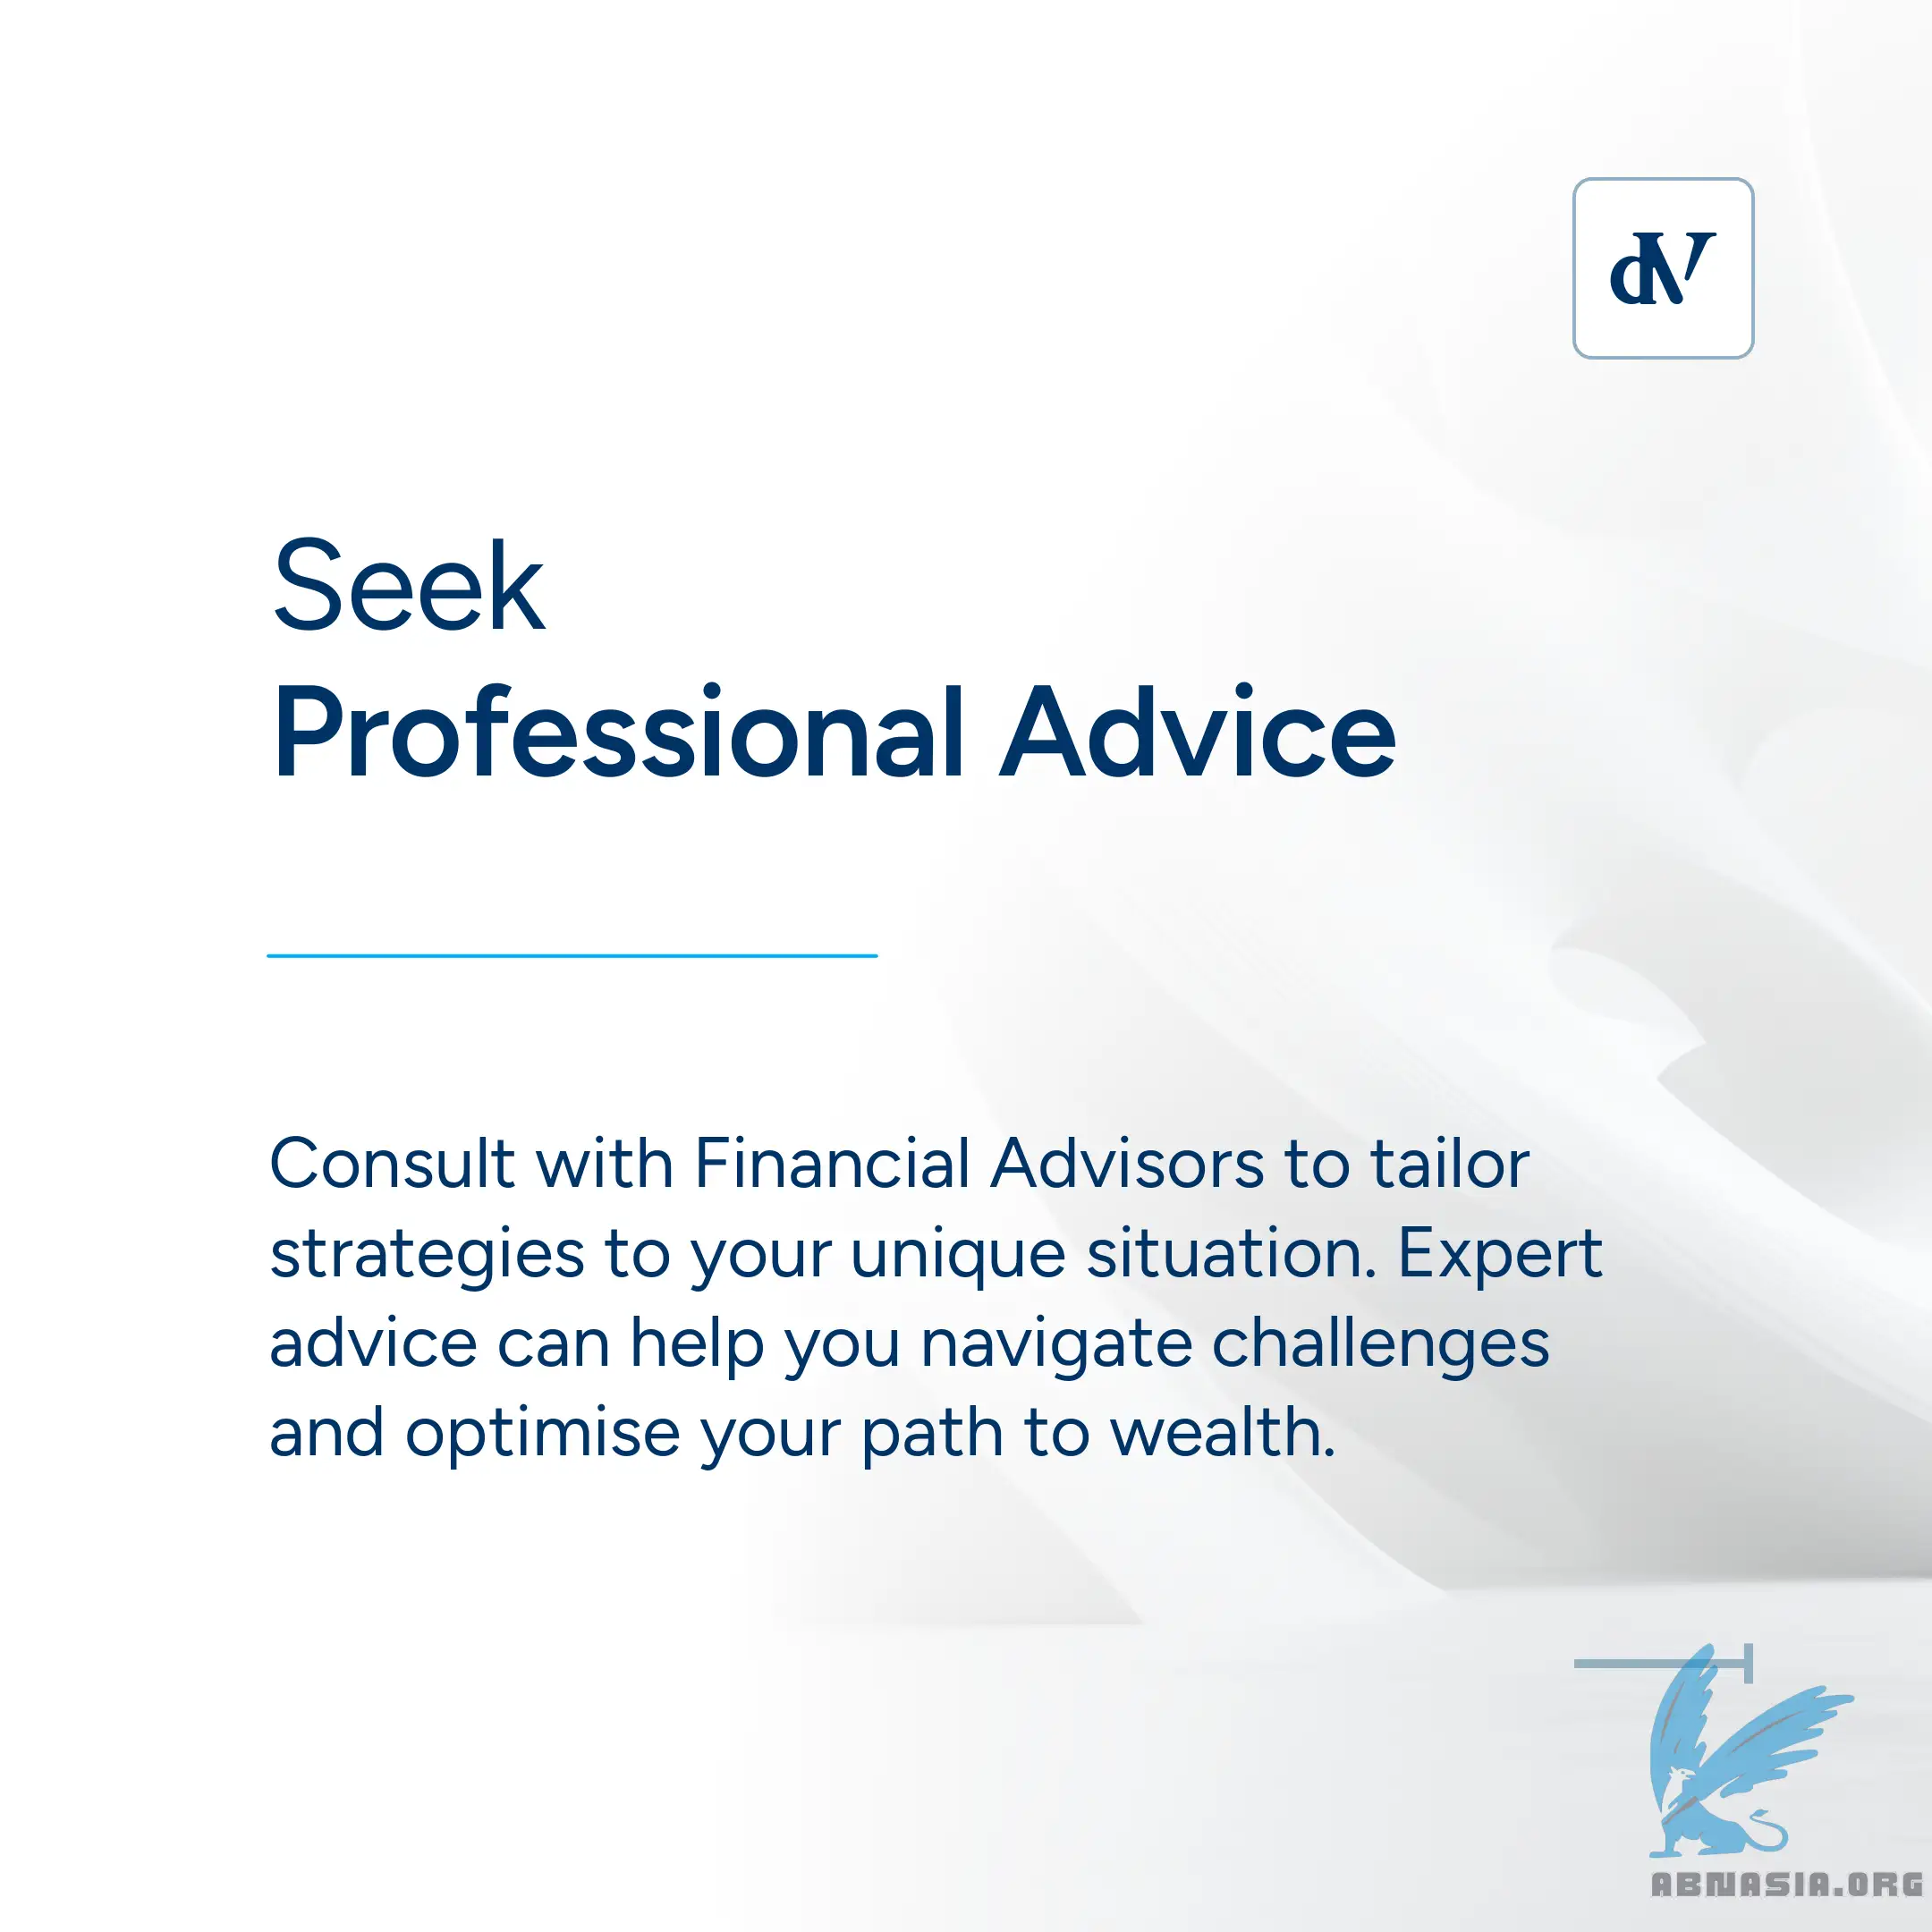 dV
Seek
Professional Advice
Consult with Financial Advisors to tailor
strategies to your unique situation. Expert
advice can help you navigate challenges
and optimise your path to wealth.
ABNASIA.ORG